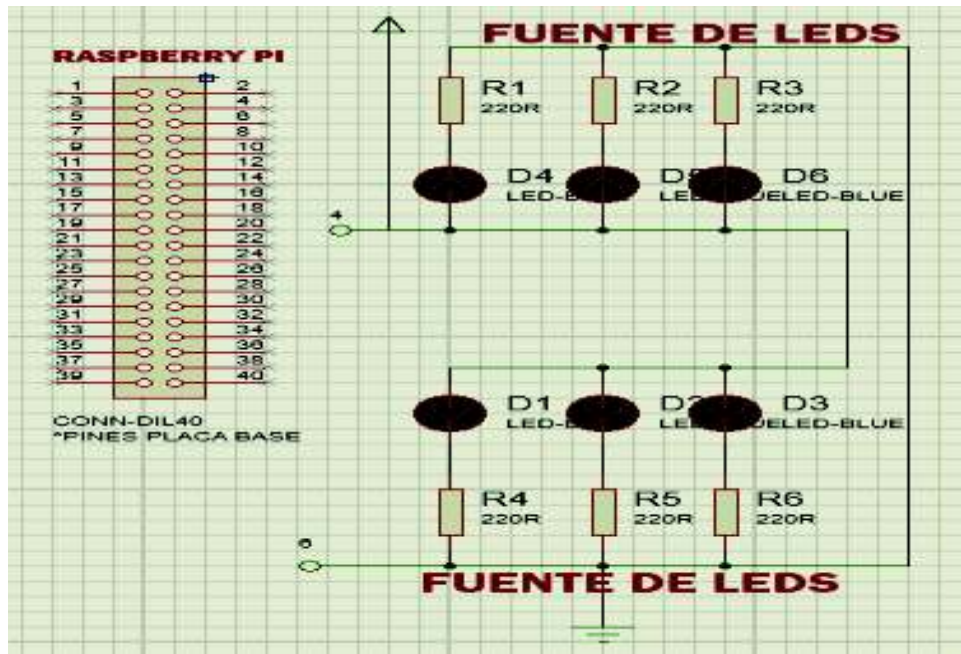 FUENTE DE LEDS
RASPBERRY PI
1 2
3 4
5 6
7 8
9 10
11 12
13 14
15 16
17 18
19 20
21 22
23 24
25 26
27 28
29 30
31 32
33 34
35 36
37 38
39 40
CONN-DIL40
^PINES PLACA BASE
R1 R2 R3
220R 220R 220R
D4 D6
LED-BLUE
4
D1 D3
LED-BLUE
R4 R5 R6
220R 220R 220R
6
FUENTE DE LEDS